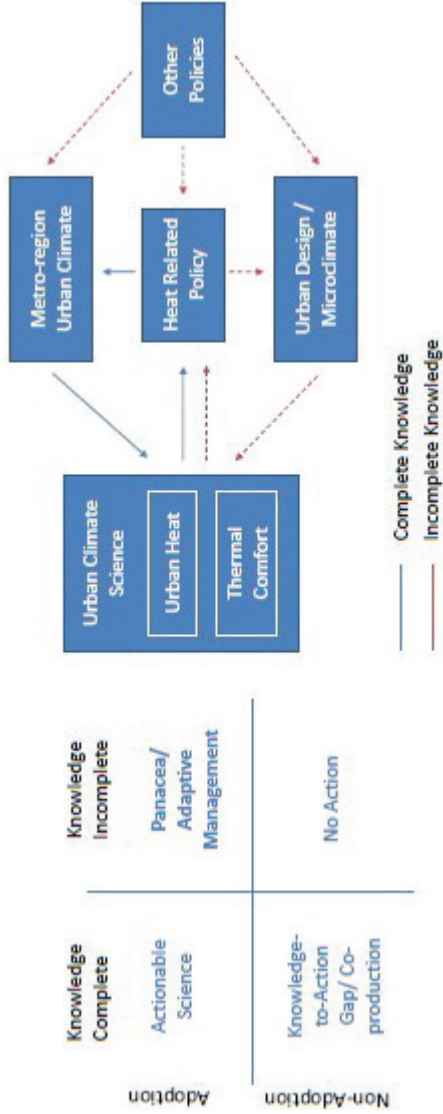 Knowledge
Complete
Knowledge
Incomplete
Adoption
Actionable
Science
Panacea/
Adaptive
Management
Non-Adoption
Knowledge-
to-Action
Gap/ Co-
production
No Action
Urban Climate
Science
Urban Heat
Thermal
Comfort
Metro-region
Urban Climate
Heat Related
Policy
Urban Design /
Microclimate
Other
Policies
Complete Knowledge
Incomplete Knowledge